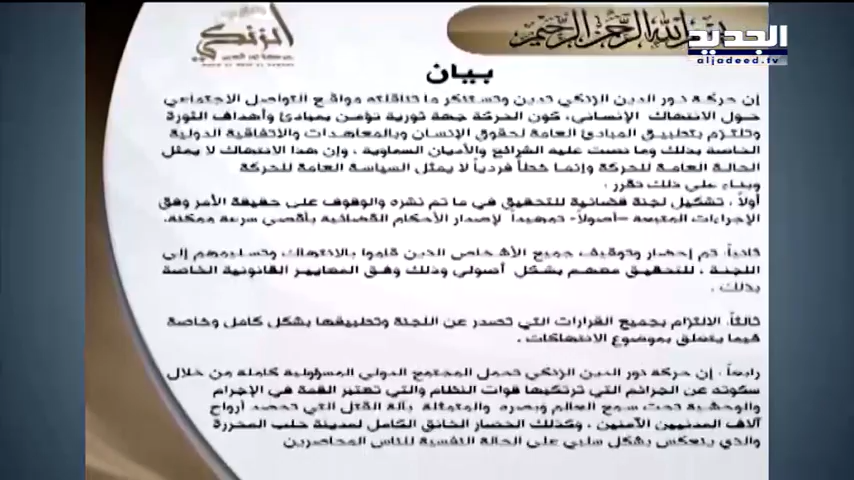 بسم الله الرحمن الرحيم
الجديد
aljadeed.tv
الزنكي
بيان
إن حركة نور الدين الزنكي تدين وتستنكر ما تناقلته مواقع التواصل الاجتماعي
حول الانتهاك الإنساني، كون الحركة جهة ثورية تؤمن بمبادئ وأهداف الثورة
وتلتزم بتطبيق المبادئ العامة لحقوق الإنسان وبالمعاهدات والاتفاقية الدولية
الخاصة بذلك وما نصت عليه الشرائع والأديان السماوية ، وإن هذا الانتهاك لا يمثل
الحالة العامة للحركة وإنما خطأ فردياً لا يمثل السياسة العامة للحركة
وبناء على ذلك تقرر :
أولاً ، تشكيل لجنة قضائية للتحقيق في ما تم نشره والوقوف على حقيقة الأمر وفق
الإجراءات المتبعة –أصولاً- تمهيداً لإصدار الأحكام القضائية بأقصى سرعة ممكنة.
ثانياً: تم إحضار وتوقيف جميع الأشخاص الذين قاموا بالانتهاك وتسليمهم إلى
اللجنة ، للتحقيق معهم بشكل أصولي وذلك وفق المعايير القانونية الخاصة
بذلك .
ثالثاً: الالتزام بجميع القرارات التي تصدر عن اللجنة وتطبيقها بشكل كامل وخاصة
فيما يتعلق بموضوع الانتهاكات .
رابعاً : إن حركة نور الدين الزنكي تحمل المجتمع الدولي المسؤولية كاملة من خلال
سكوته عن الجرائم التي ترتكبها قوات النظام والتي تعتبر القمة في الإجرام
والوحشية تحت سمع العالم وبصره والمتمثلة بآلة القتل التي تحصد أرواح
آلاف المدنيين الآمنين ، وكذلك الحصار الخانق الكامل لمدينة حلب المحررة
والذي ينعكس بشكل سلبي على الحالة النفسية للناس المحاصرين